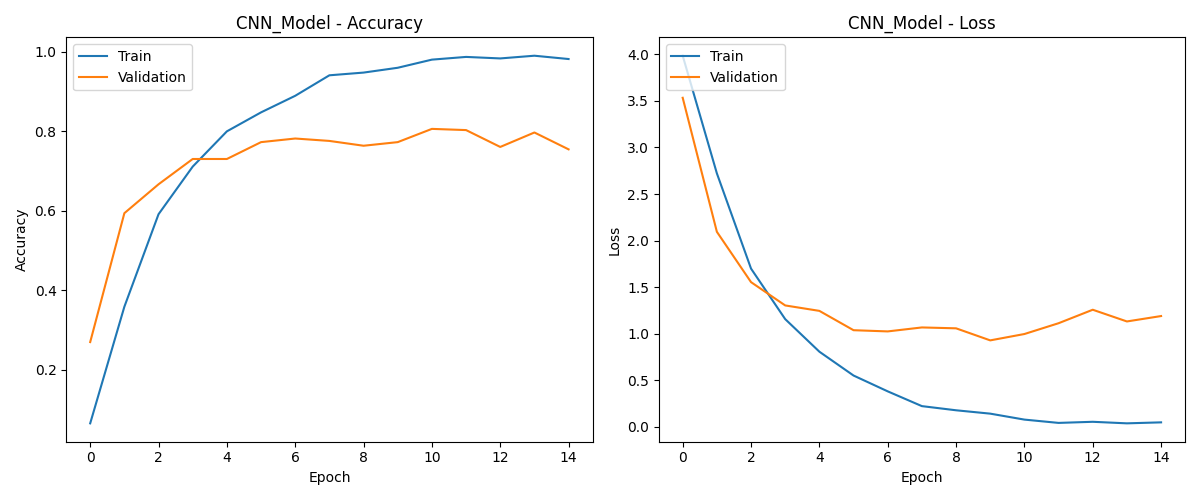 CNN_Model - Accuracy
Train
Validation
1.0
0.8
0.6
0.4
0.2
Accuracy
0 2 4 6 8 10 12 14
Epoch
CNN_Model - Loss
Train
Validation
4.0
3.5
3.0
2.5
2.0
1.5
1.0
0.5
0.0
Loss
0 2 4 6 8 10 12 14
Epoch